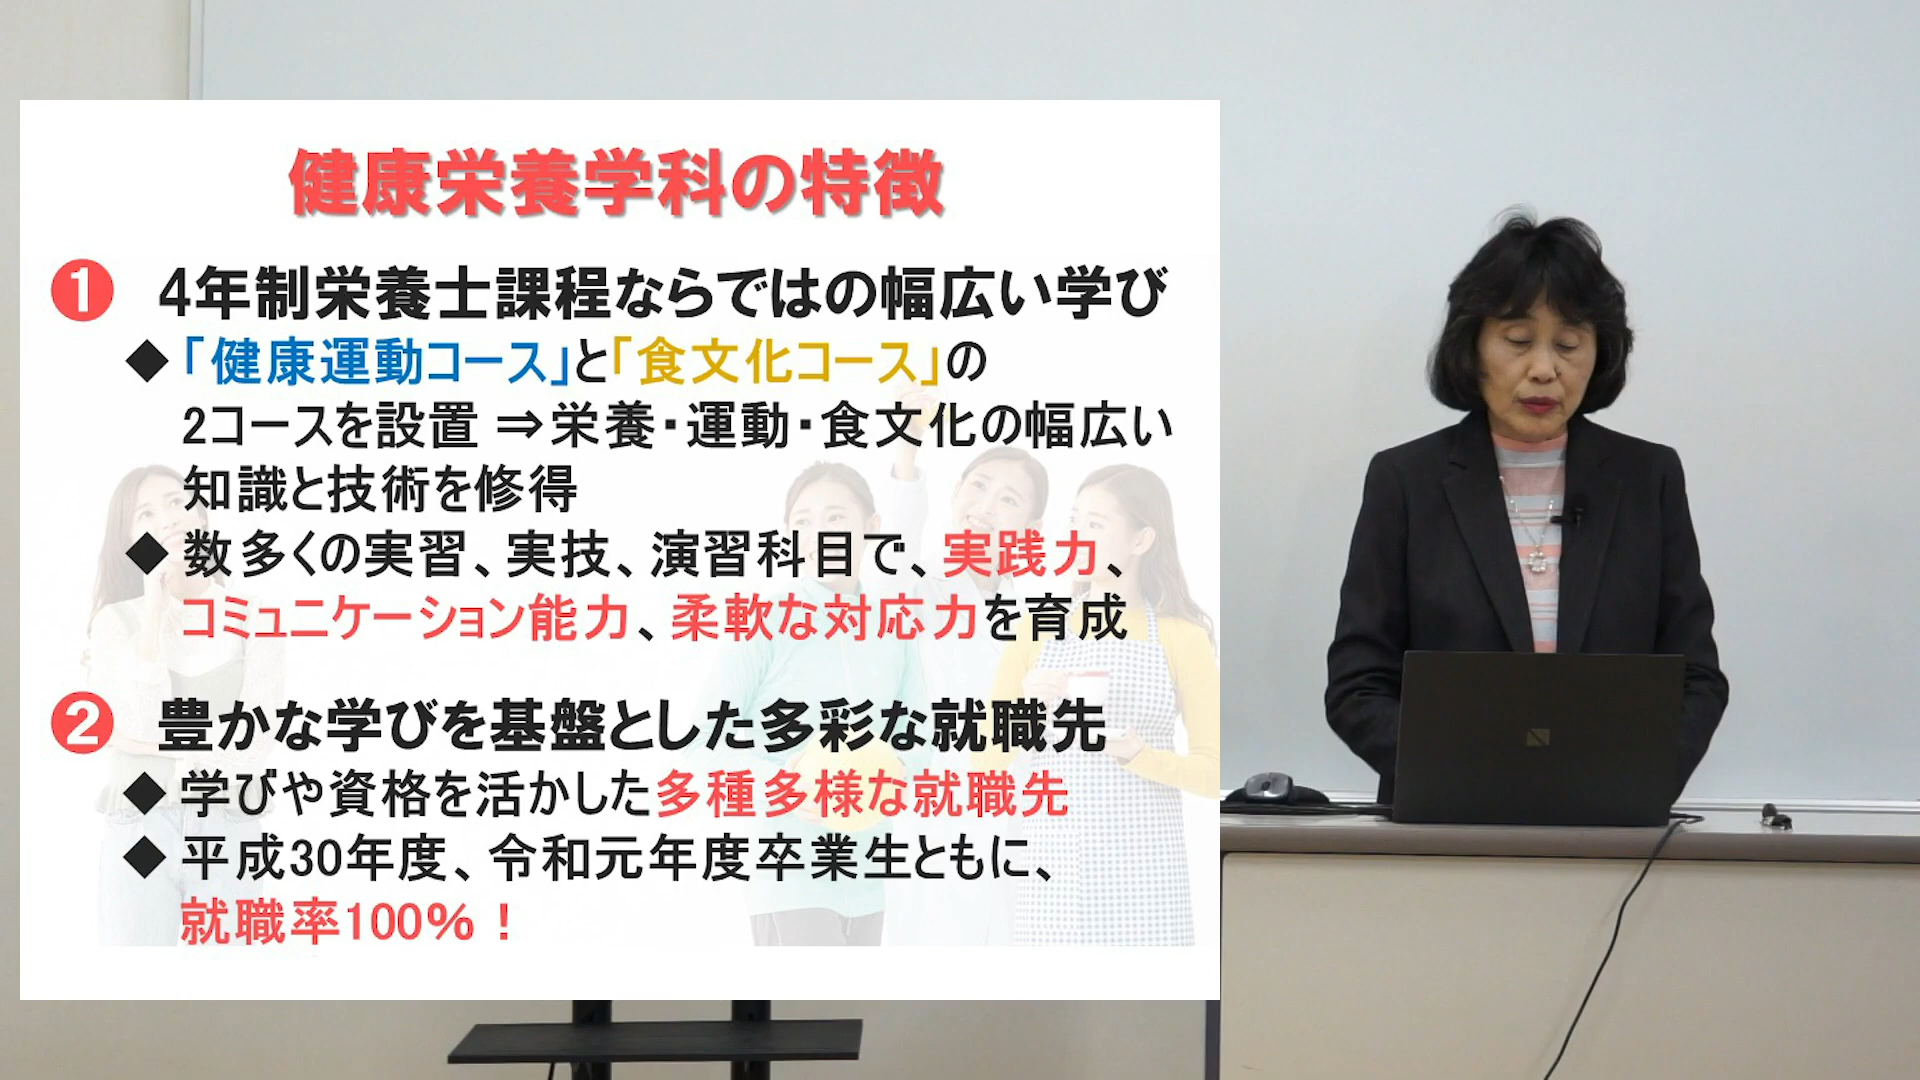 健康栄養学科の特徴
1 4年制栄養士課程ならではの幅広い学び
◆「健康運動コース」と「食文化コース」の
2コースを設置 ⇒栄養・運動・食文化の幅広い
知識と技術を修得
◆数多くの実習、実技、演習科目で、実践力、
コミュニケーション能力、柔軟な対応力を育成
2 豊かな学びを基盤とした多彩な就職先
◆学びや資格を活かした多種多様な就職先
◆平成30年度、令和元年度卒業生ともに、
就職率100％！